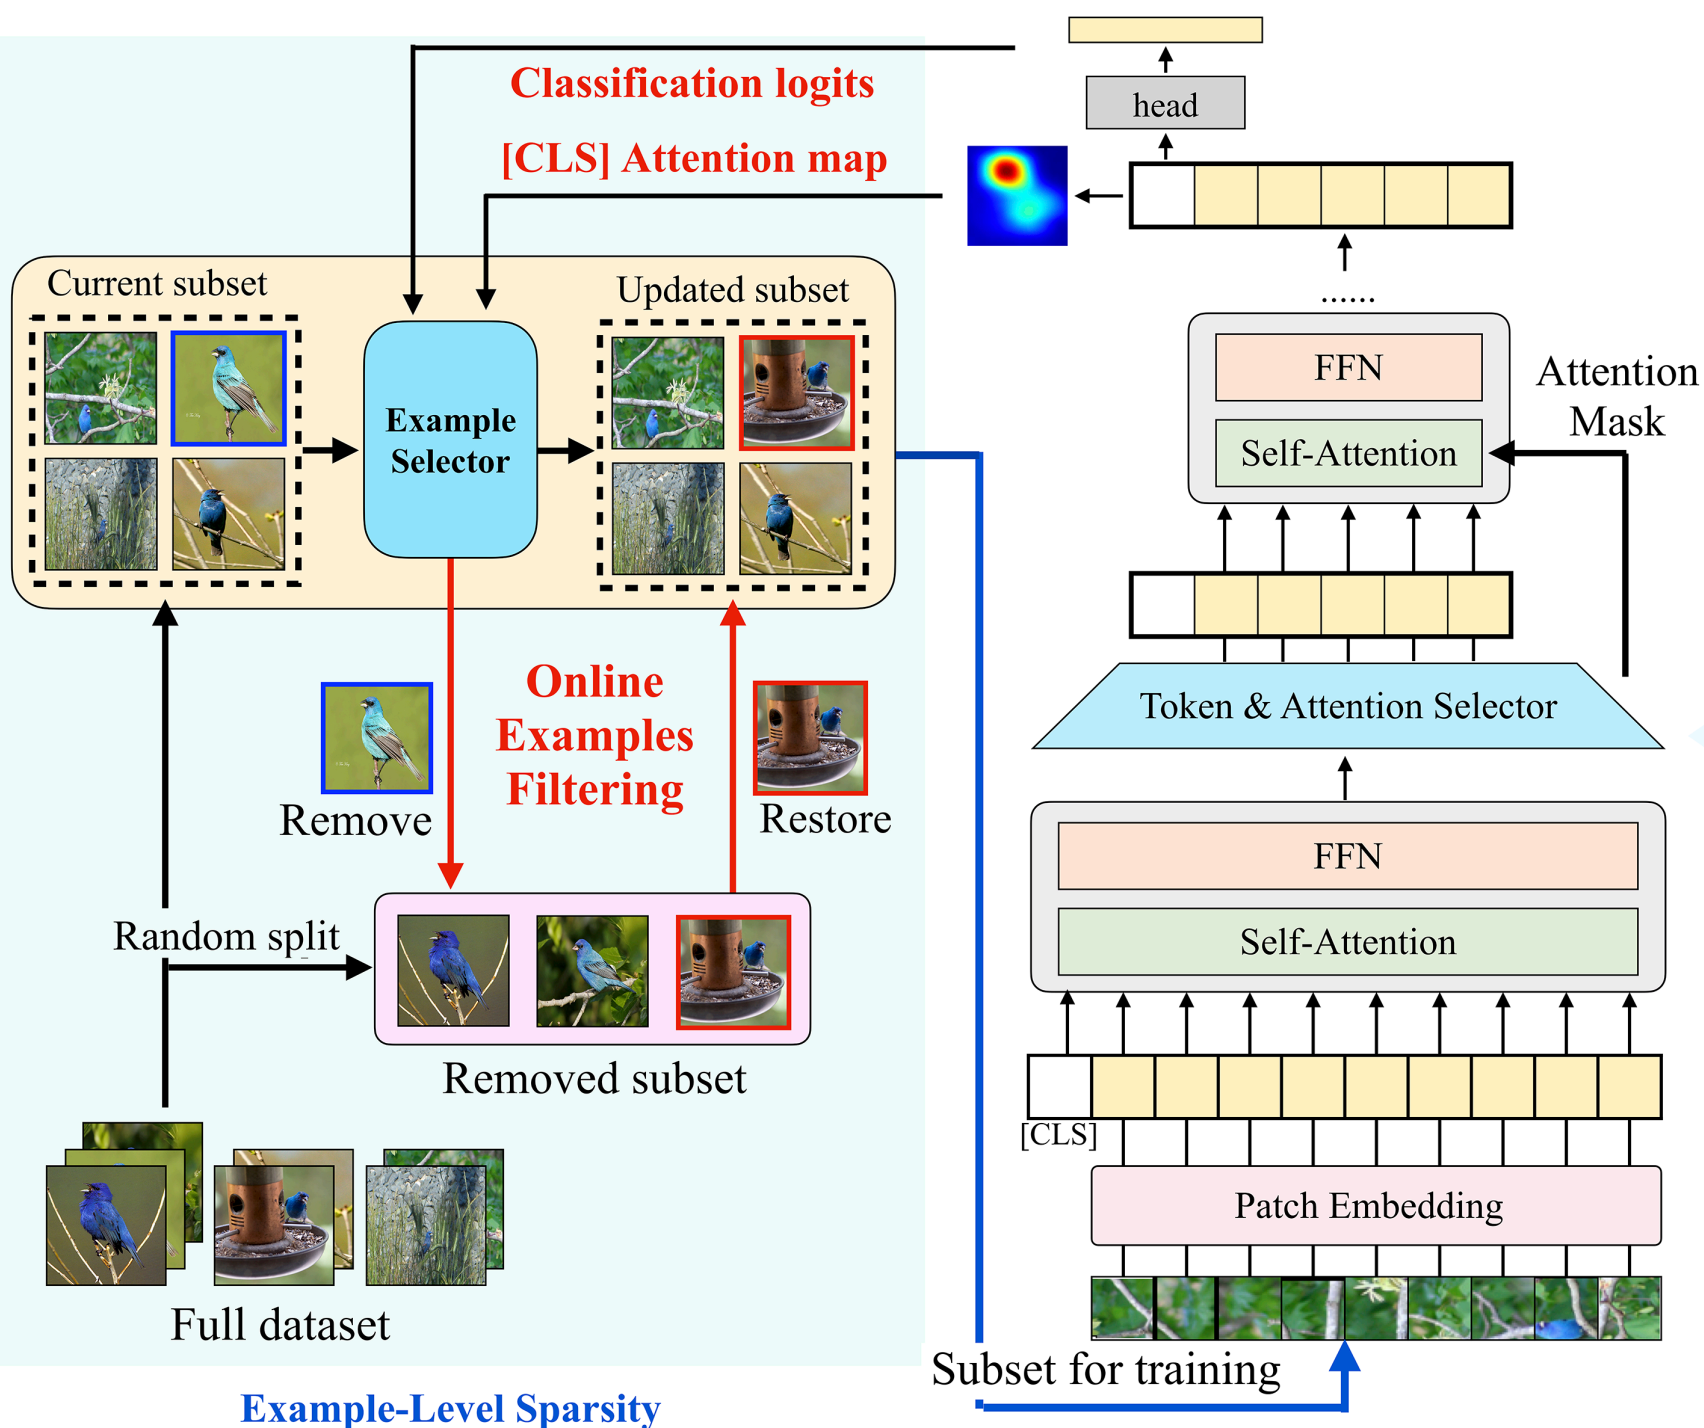 Classification logits
[CLS] Attention map
head
Current subset
Updated subset
Example
Selector
......
FFN
Self-Attention
Attention
Mask
Online
Examples
Filtering
Remove
Restore
Token & Attention Selector
FFN
Self-Attention
Random split
Removed subset
[CLS]
Patch Embedding
Full dataset
Subset for training
Example-Level Sparsity